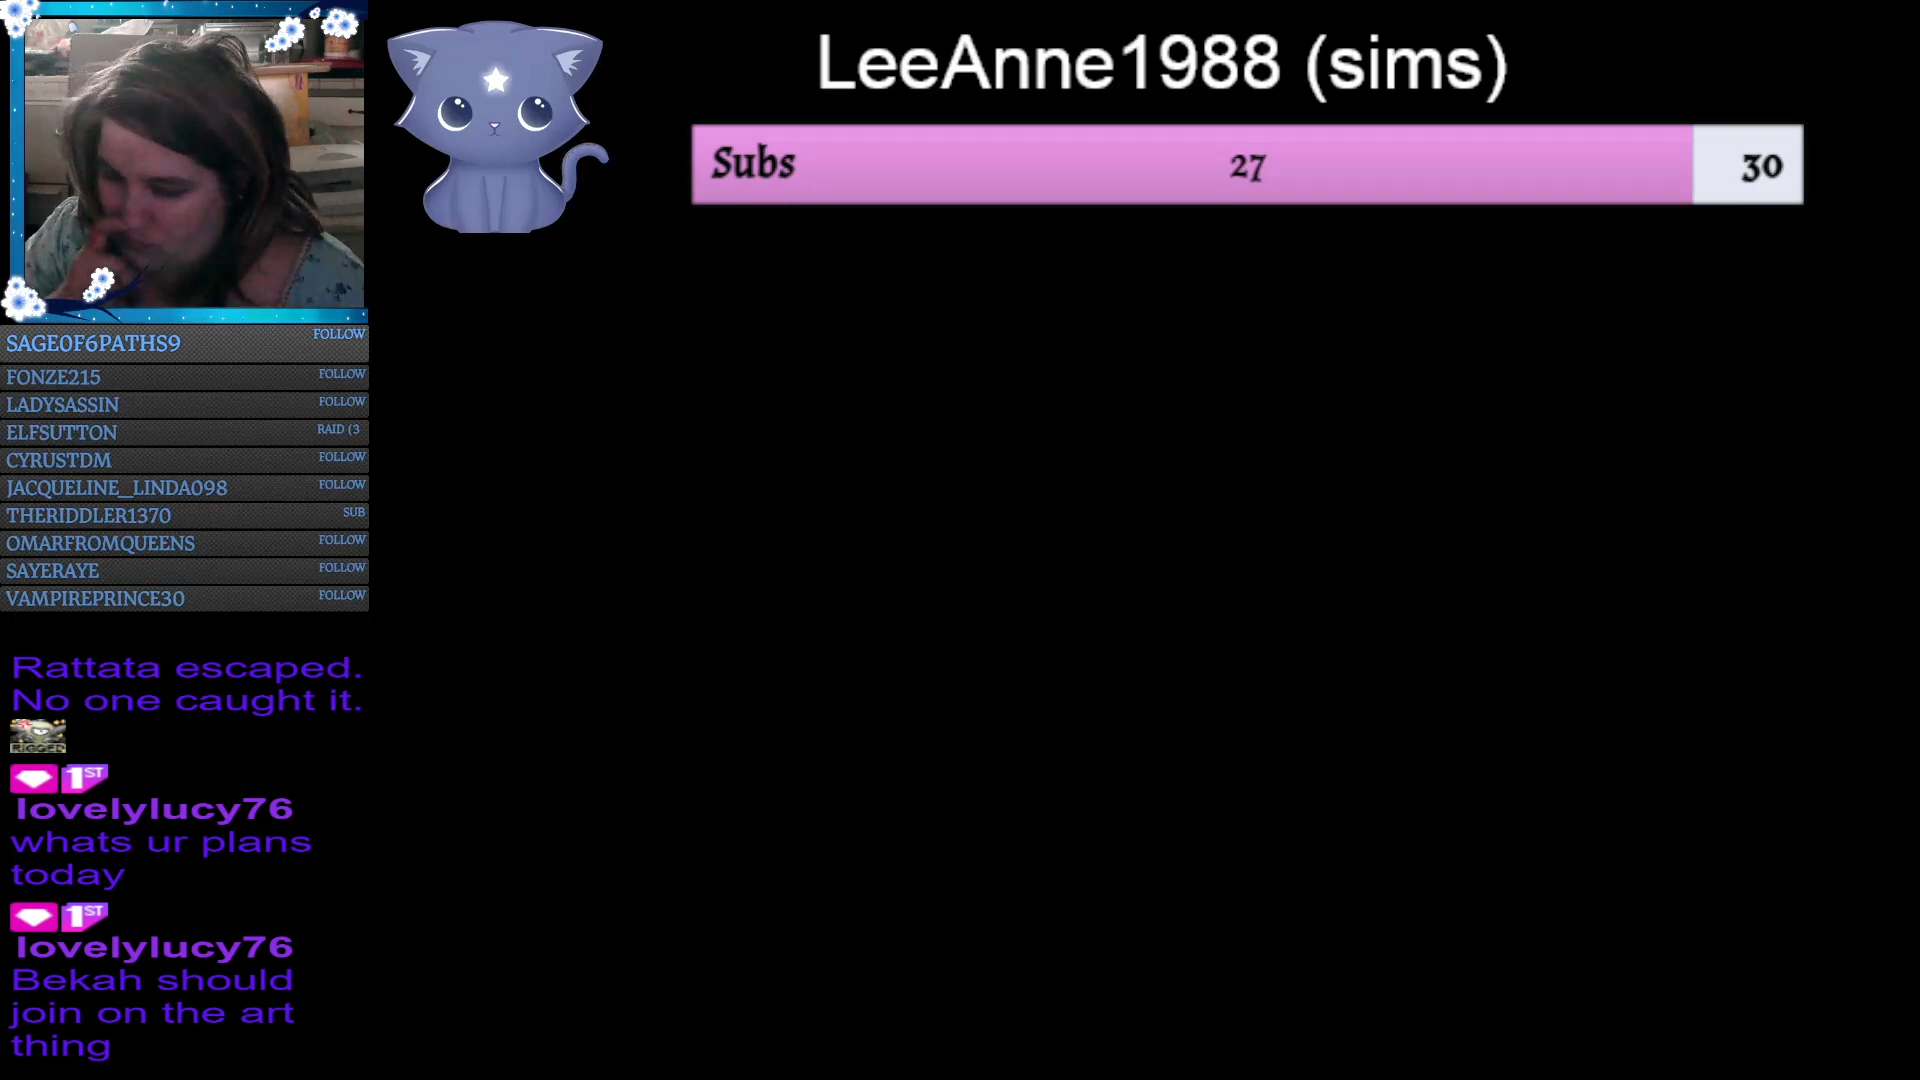 LeeAnne1988 (sims)
Subs 27 30
SAGE0F6PATHS9 FOLLOW
FONZE215 FOLLOW
LADYSASSIN FOLLOW
ELFSUTTON RAID (3
CYRUSTDM FOLLOW
JACQUELINE_LINDA098 FOLLOW
THERIDDLER1370 SUB
OMARFROMQUEENS FOLLOW
SAYERAYE FOLLOW
VAMPIREPRINCE30 FOLLOW
Rattata escaped.
No one caught it.
RIGGED
1ST
lovelylucy76
whats ur plans
today
1ST
lovelylucy76
Bekah should
join on the art
thing